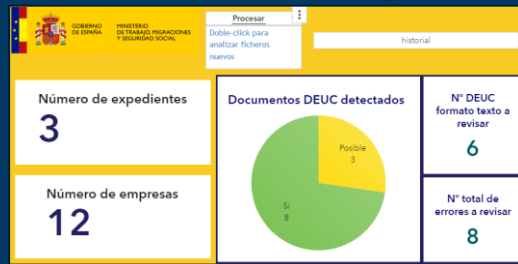 GOBIERNO
DE ESPAÑA
MINISTERIO
DE TRABAJO, MIGRACIONES
Y SEGURIDAD SOCIAL
Procesar
Doble-click para
analizar ficheros
nuevos
historial
Número de expedientes
3
Número de empresas
12
Documentos DEUC detectados
Posible
3
Si
8
Nº DEUC
formato texto a
revisar
6
Nº total de
errores a revisar
8